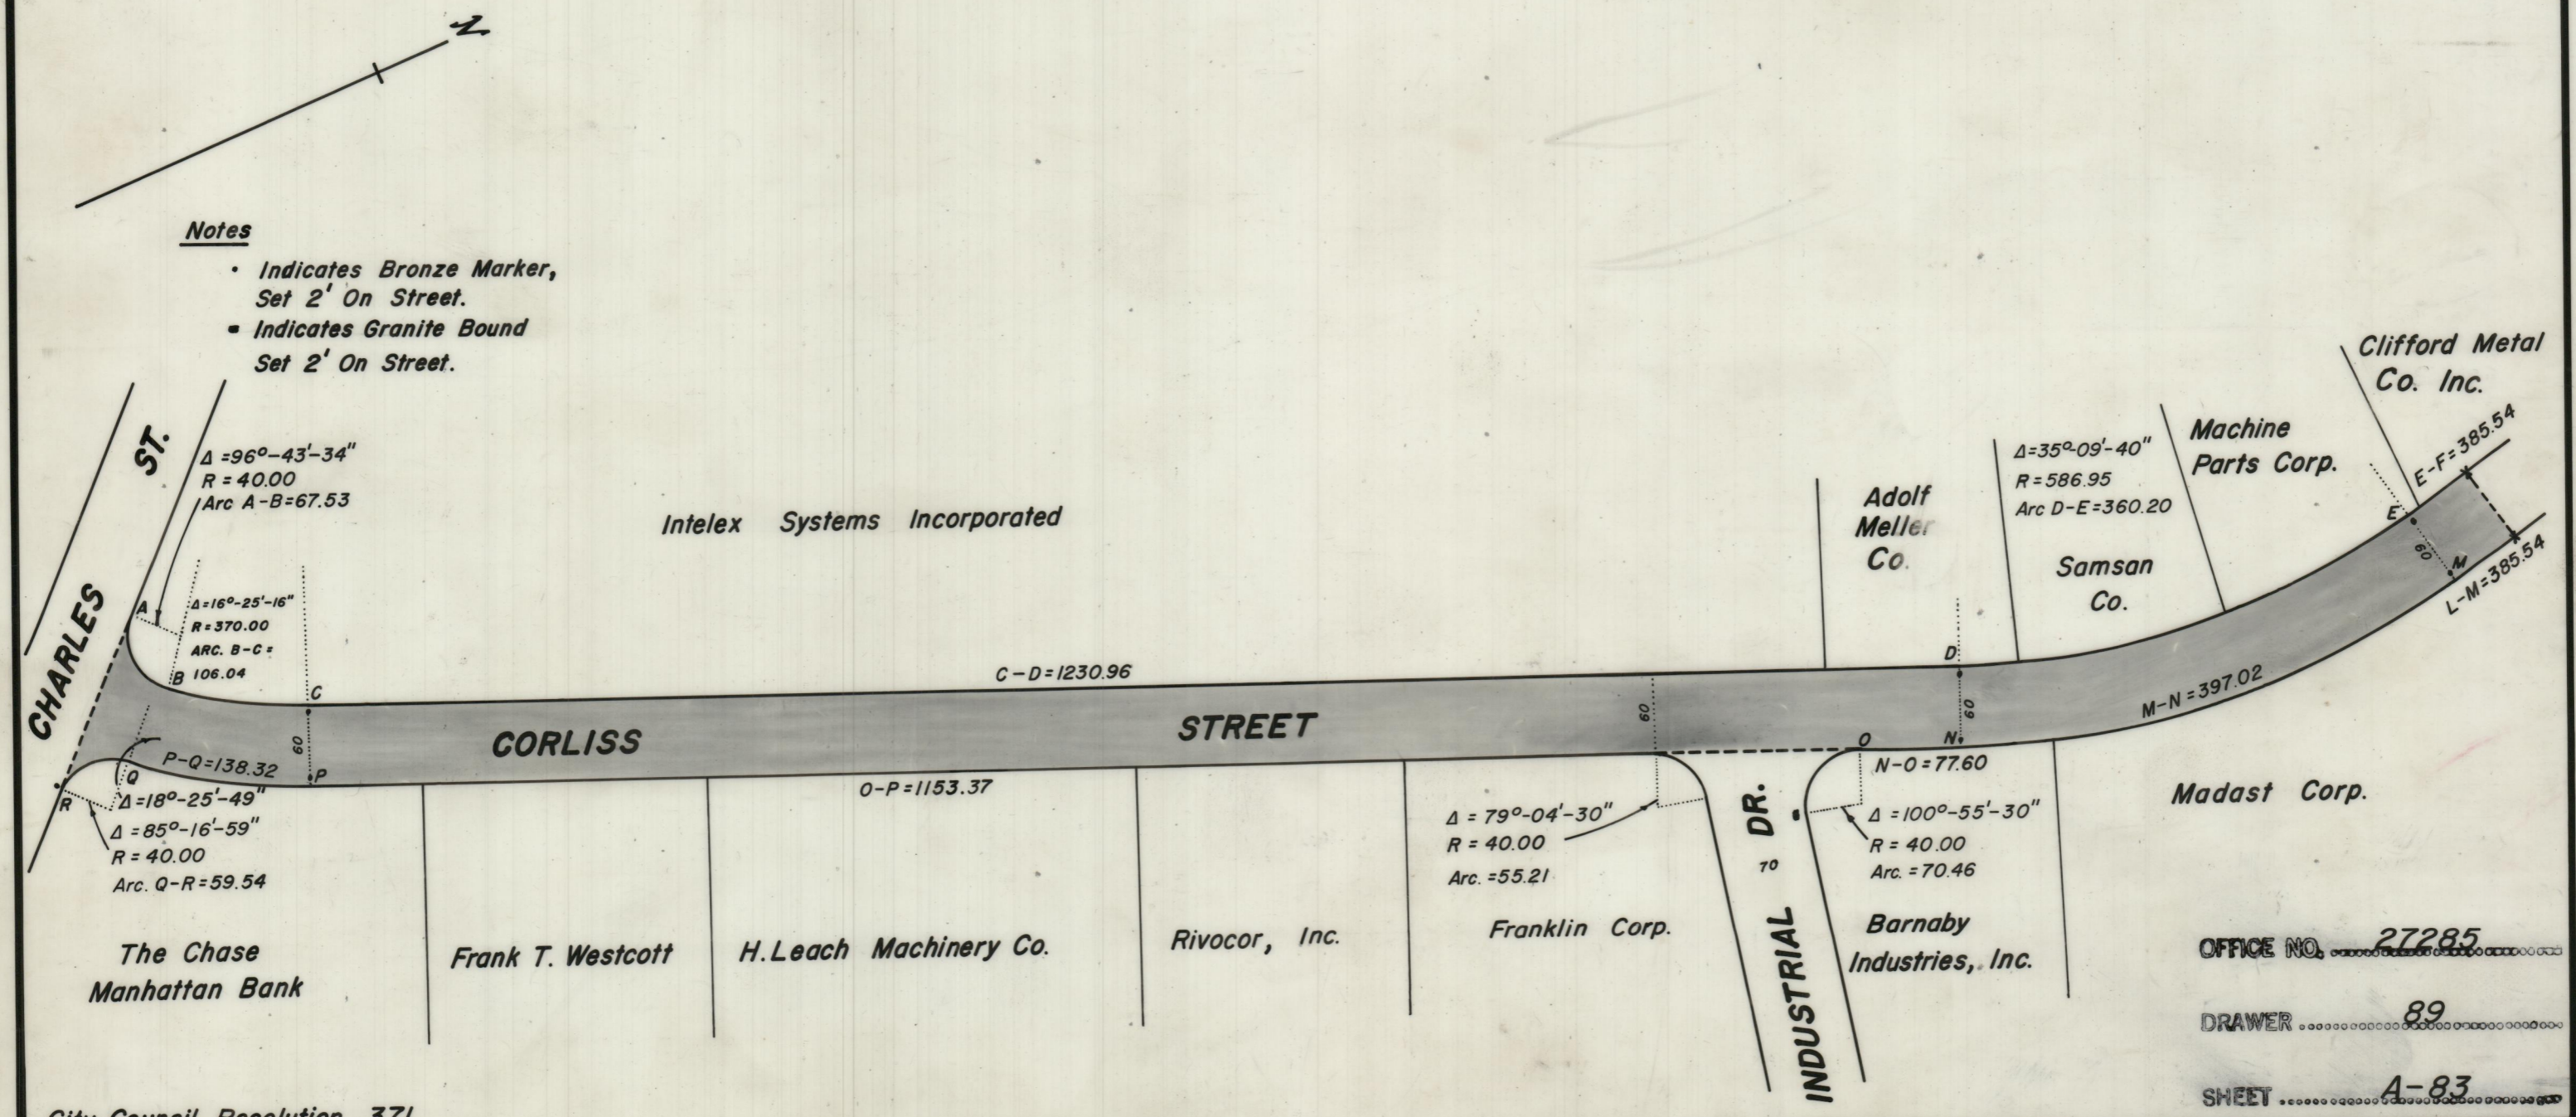 N
Notes
• Indicates Bronze Marker,
Set 2' On Street.
▪ Indicates Granite Bound
Set 2' On Street.
CHARLES ST.
Δ =96°-43'-34"
R = 40.00
Arc A-B=67.53
A
Δ=16°-25'-16"
R=370.00
ARC. B-C=
106.04
B
C
60
P
P-Q=138.32
Q
R
Δ=18°-25'-49"
Δ =85°-16'-59"
R = 40.00
Arc. Q-R=59.54
Intelex Systems Incorporated
C-D=1230.96
CORLISS STREET
O-P=1153.37
60
Adolf
Meller
Co.
D
60
N
O
N-O=77.60
Δ=35°-09'-40"
R=586.95
Arc D-E=360.20
Samsan
Co.
Machine
Parts Corp.
Clifford Metal
Co. Inc.
E-F=385.54
E
60
M
L-M=385.54
M-N=397.02
Δ = 79°-04'-30"
R = 40.00
Arc. =55.21
Δ =100°-55'-30"
R = 40.00
Arc. =70.46
INDUSTRIAL 70 DR.
Madast Corp.
The Chase
Manhattan Bank
Frank T. Westcott
H. Leach Machinery Co.
Rivocor, Inc.
Franklin Corp.
Barnaby
Industries, Inc.
OFFICE NO. 27285
DRAWER 89
SHEET A-83
City Council Resolution 371